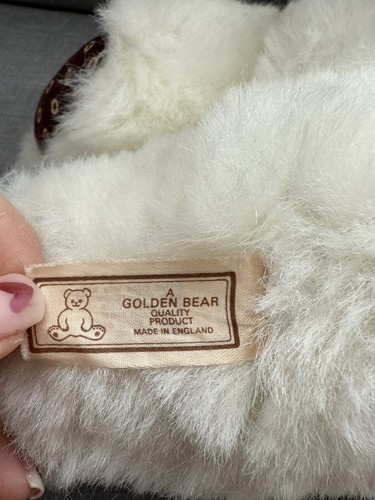 A
GOLDEN BEAR
QUALITY
PRODUCT
MADE IN ENGLAND